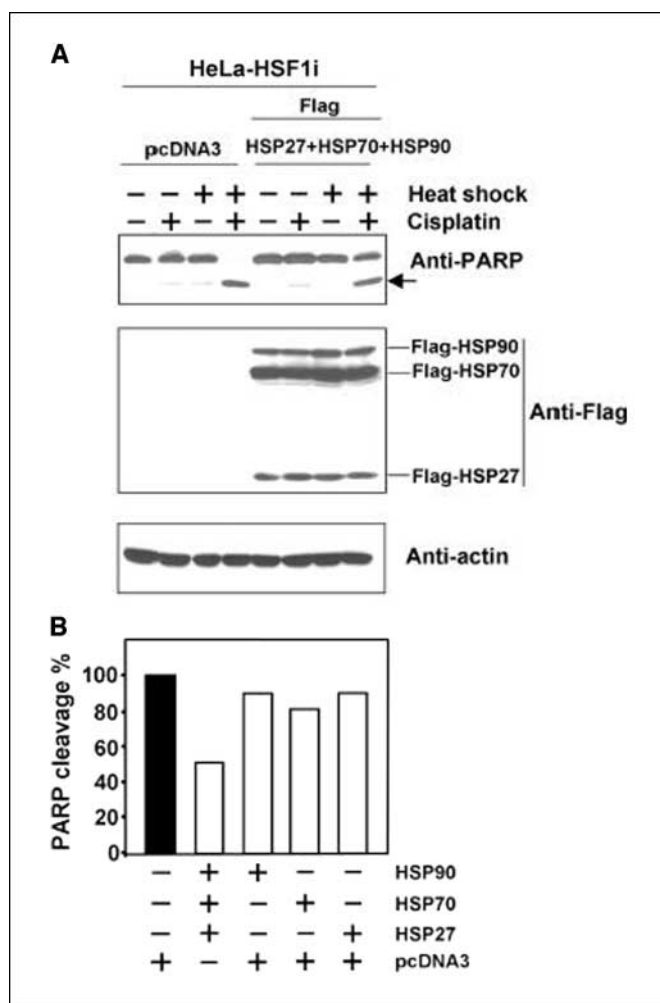 A
HeLa-HSF1i
Flag
pcDNA3 HSP27+HSP70+HSP90
− − + + − − + + Heat shock
− + − + − + − + Cisplatin
Anti-PARP
Flag-HSP90
Flag-HSP70
Anti-Flag
Flag-HSP27
Anti-actin
B
PARP cleavage %
100
80
60
40
20
0
− + + − − HSP90
− + − + − HSP70
− + − − + HSP27
+ − + + + pcDNA3